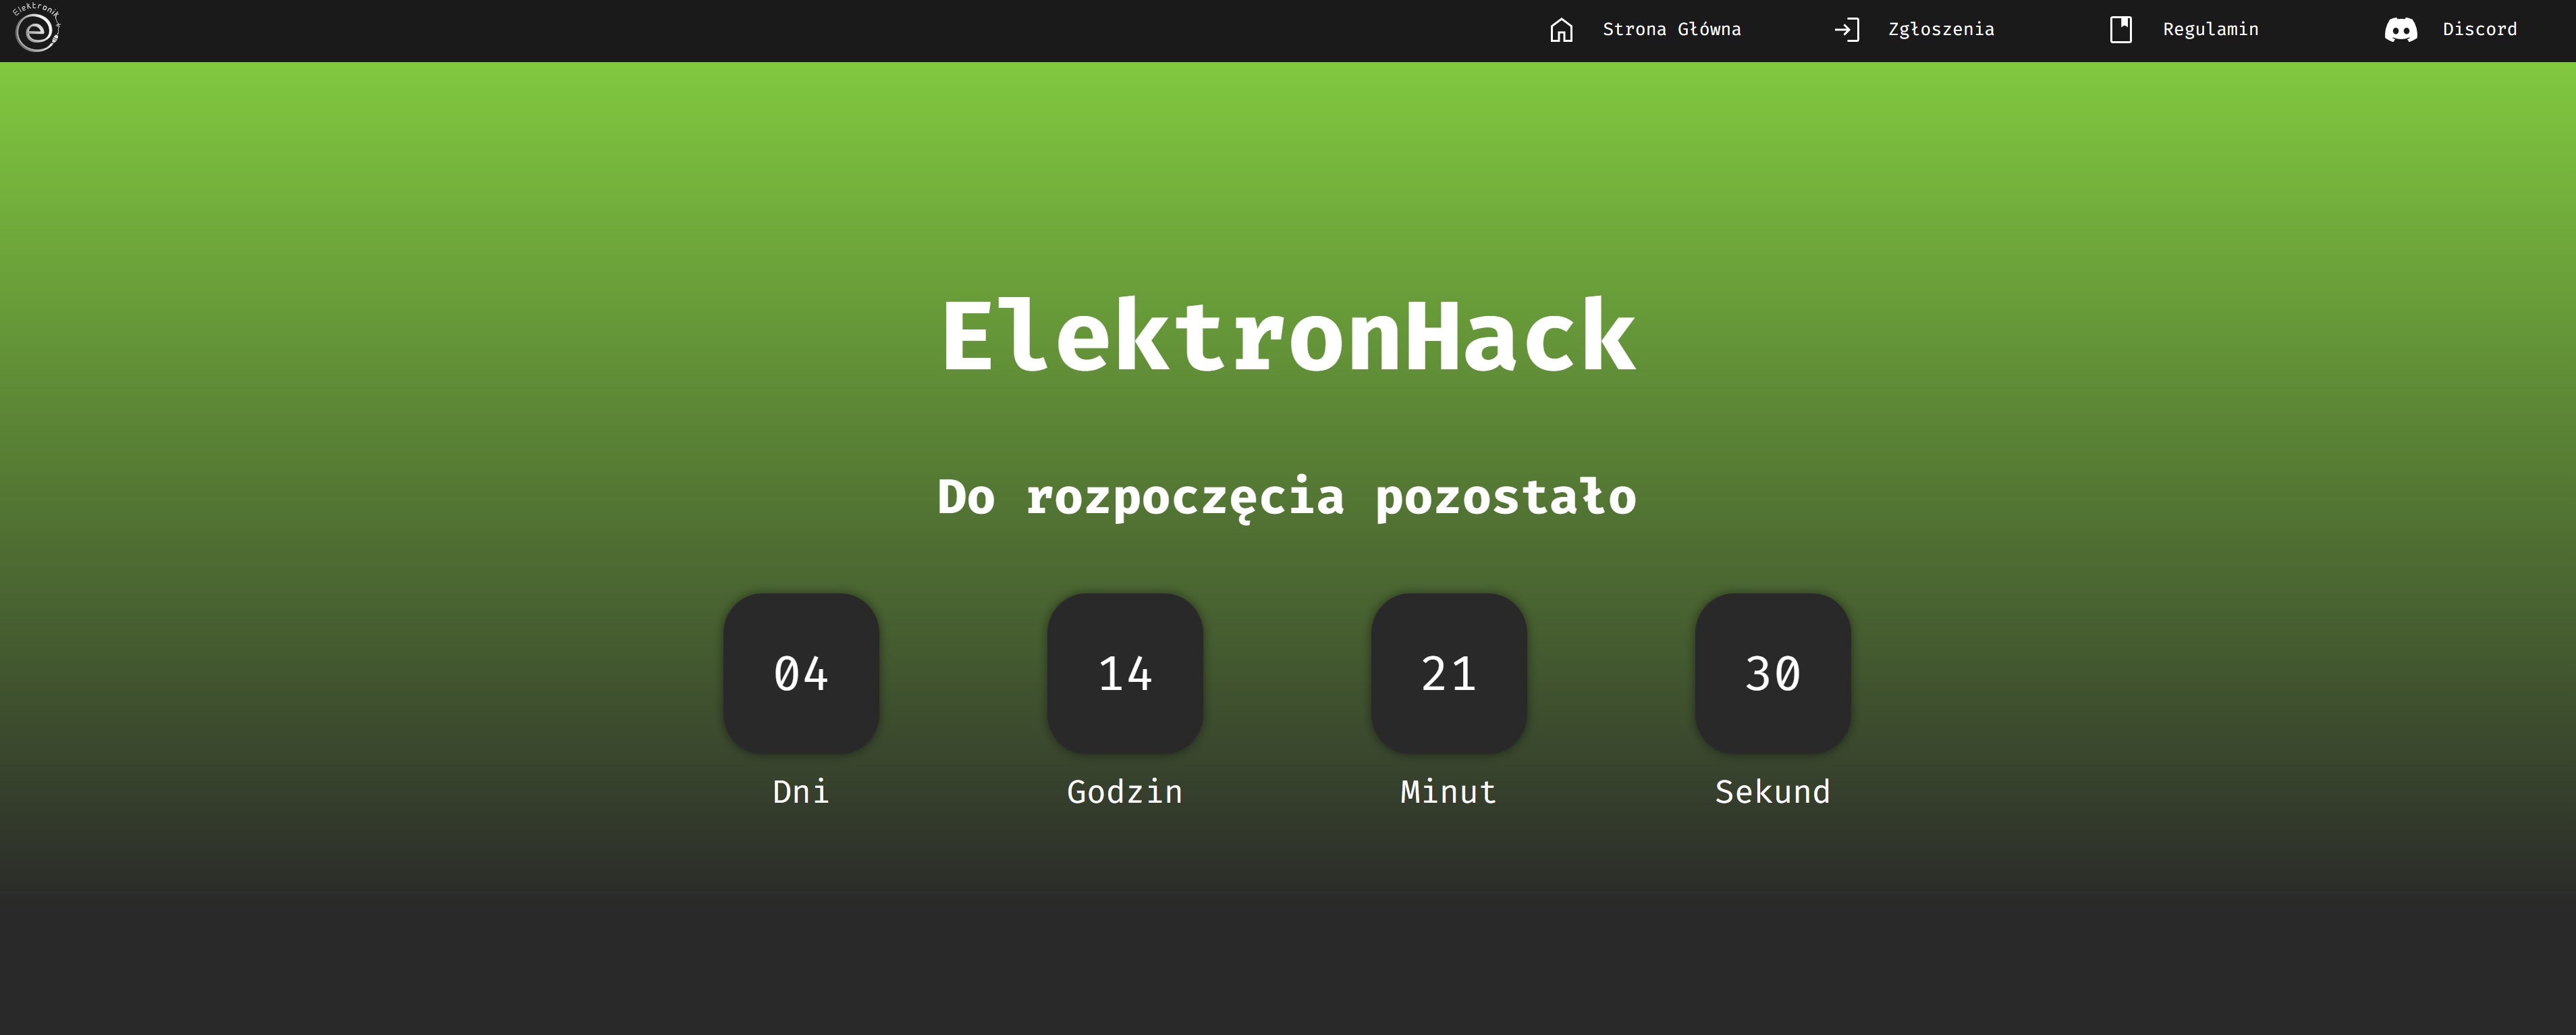 Elektronik
e
Strona Główna
Zgłoszenia
Regulamin
Discord
ElektronHack
Do rozpoczęcia pozostało
04 14 21 30
Dni Godzin Minut Sekund